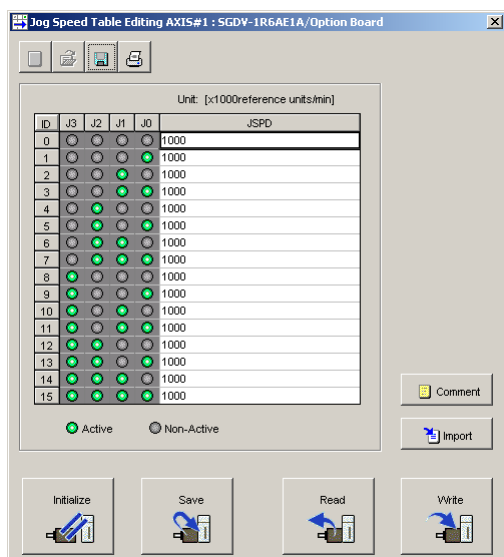 Jog Speed Table Editing AXIS#1 : SGDV-1R6AE1A/Option Board
Unit: [x1000reference units/min]
ID J3 J2 J1 J0 JSPD
0 1000
1 1000
2 1000
3 1000
4 1000
5 1000
6 1000
7 1000
8 1000
9 1000
10 1000
11 1000
12 1000
13 1000
14 1000
15 1000
Active Non-Active
Comment
Import
Initialize Save Read Write